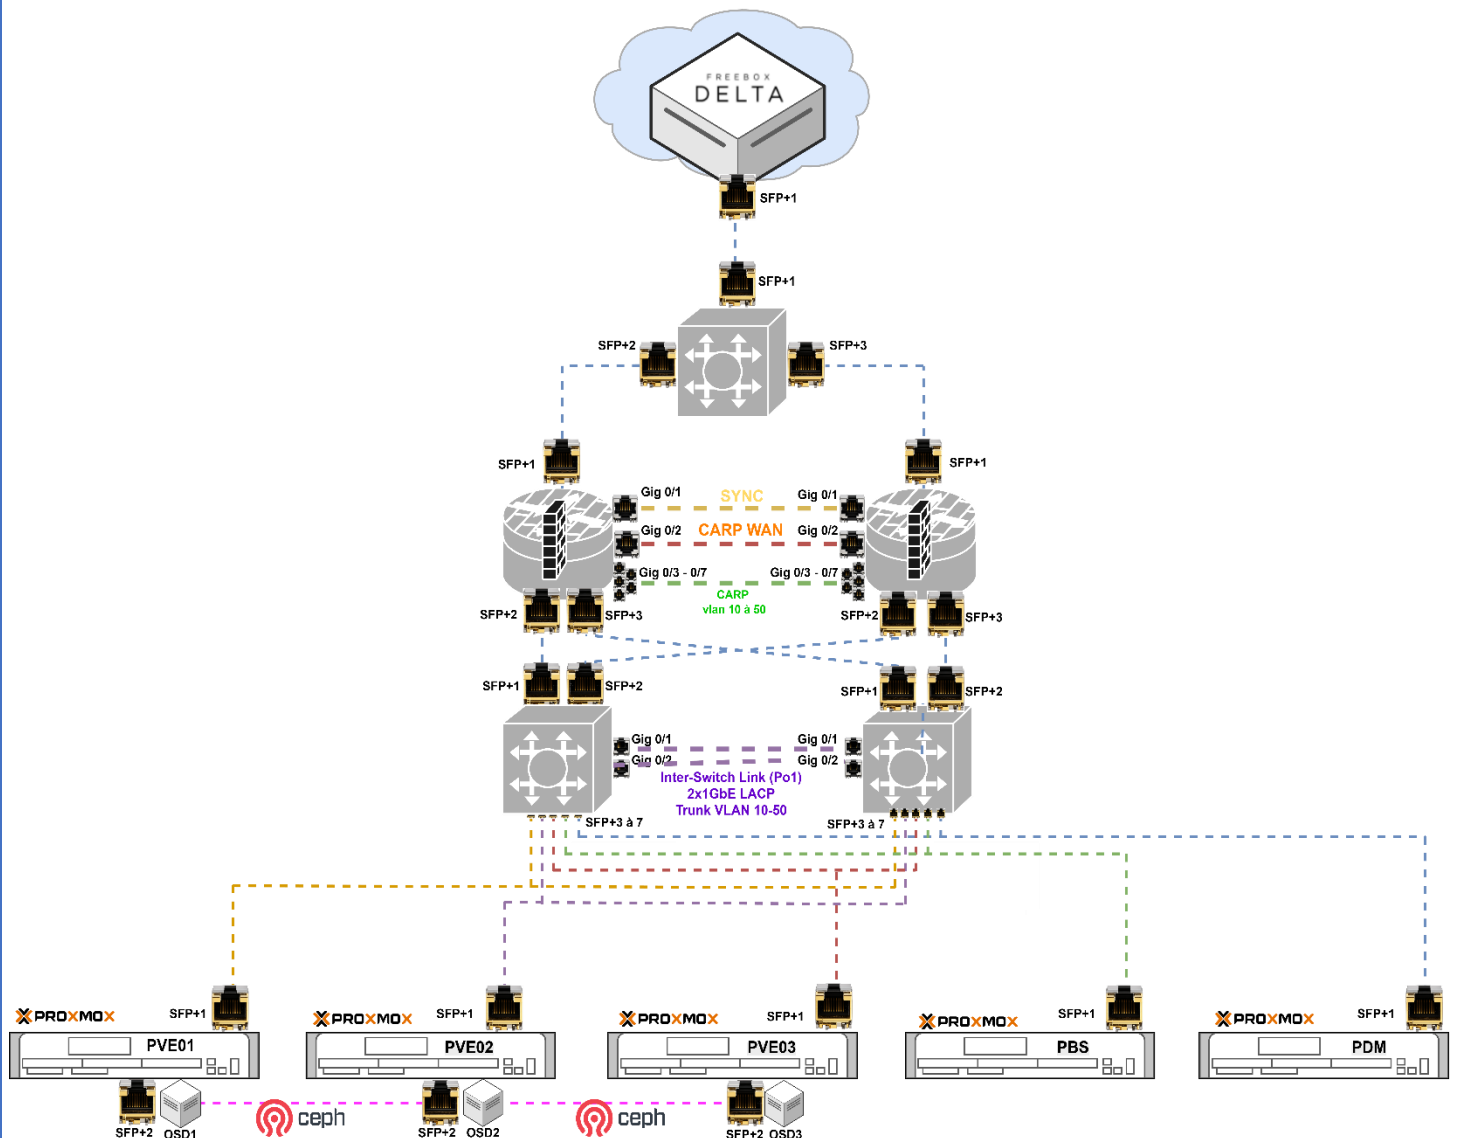 FREEBOX
DELTA
SFP+1
SFP+1
SFP+2
SFP+3
SFP+1
SFP+1
Gig 0/1
SYNC
Gig 0/1
Gig 0/2
CARP WAN
Gig 0/2
Gig 0/3 - 0/7
Gig 0/3 - 0/7
CARP
vlan 10 à 50
SFP+2
SFP+3
SFP+2
SFP+3
SFP+1
SFP+2
SFP+1
SFP+2
Gig 0/1
Gig 0/1
Gig 0/2
Gig 0/2
Inter-Switch Link (Po1)
2x1GbE LACP
Trunk VLAN 10-50
SFP+3 à 7
SFP+3 à 7
PROXMOX
SFP+1
PROXMOX
SFP+1
PROXMOX
SFP+1
PROXMOX
SFP+1
PROXMOX
SFP+1
PVE01
PVE02
PVE03
PBS
PDM
ceph
ceph
SFP+2
OSD1
SFP+2
OSD2
SFP+2
OSD3